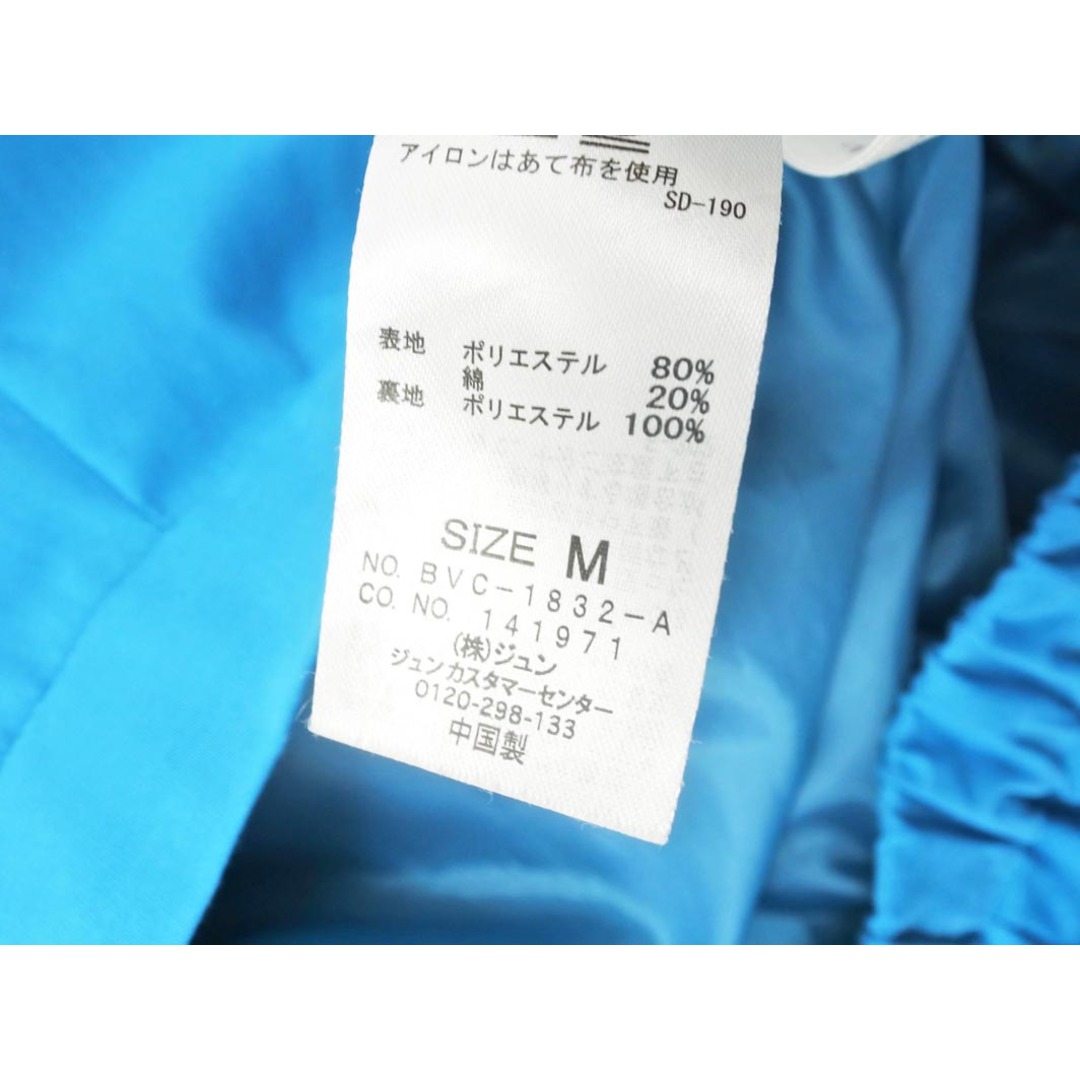 アイロンはあて布を使用
SD-190
表地 ポリエステル 80%
綿 20%
裏地 ポリエステル 100%
SIZE M
NO. BVC-1832-A
CO. NO. 141971
(株)ジュン
ジュンカスタマーセンター
0120-298-133
中国製